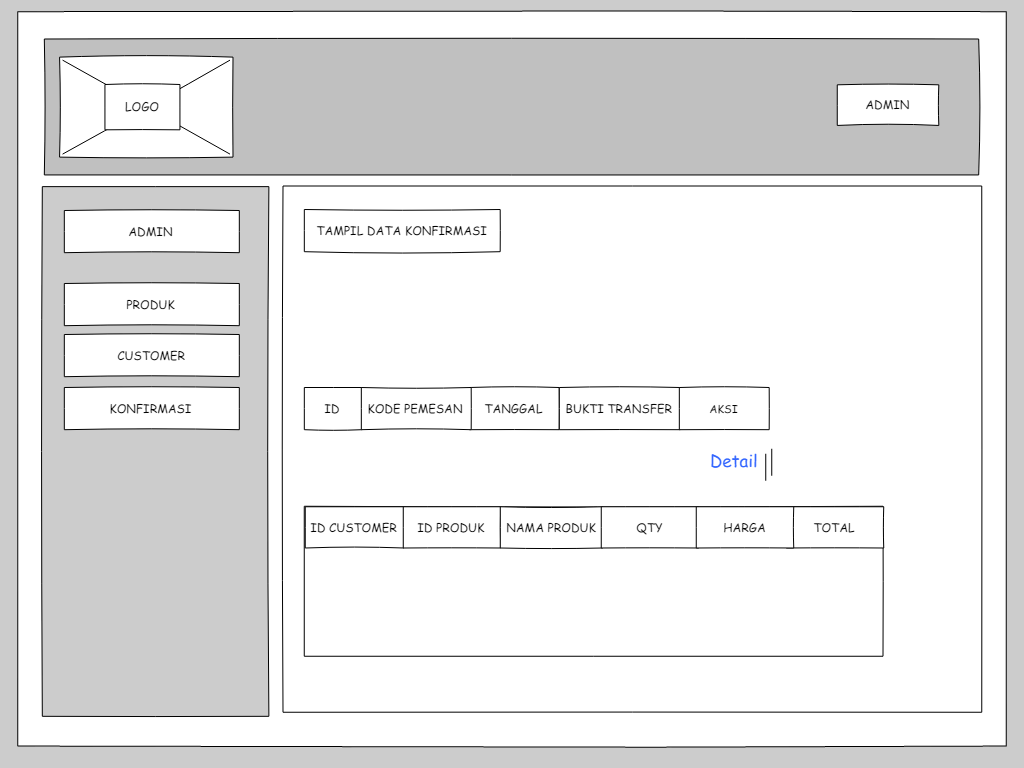 LOGO
ADMIN
ADMIN
PRODUK
CUSTOMER
KONFIRMASI
TAMPIL DATA KONFIRMASI
ID KODE PEMESAN TANGGAL BUKTI TRANSFER AKSI
Detail
ID CUSTOMER ID PRODUK NAMA PRODUK QTY HARGA TOTAL